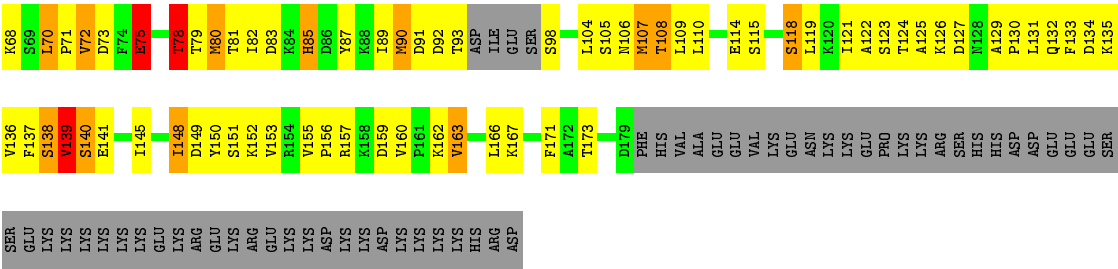 K68 S69 L70 P71 V72 D73 F74 E75 T78 T79 M80 T81 I82 D83 K84 H85 D86 Y87 K88 I89 M90 D91 D92 T93 ASP ILE GLU SER S98 L104 S105 N106 M107 T108 L109 L110 E114 S115 S118 L119 K120 I121 A122 S123 T124 A125 K126 D127 N128 A129 P130 L131 Q132 F133 D134 K135
V136 F137 S138 V139 S140 E141 I145 I148 D149 Y150 S151 K152 V153 R154 V155 P156 R157 K158 D159 V160 P161 K162 V163 L166 K167 F171 A172 T173 D179 PHE HIS VAL ALA GLU GLU VAL LYS GLU ASN LYS LYS GLU PRO LYS LYS ARG SER HIS HIS ASP ASP GLU GLU GLU SER
SER GLU LYS LYS LYS LYS LYS LYS GLU LYS ARG GLU LYS ARG GLU LYS LYS ASP LYS LYS ASP LYS LYS LYS LYS HIS ARG ASP